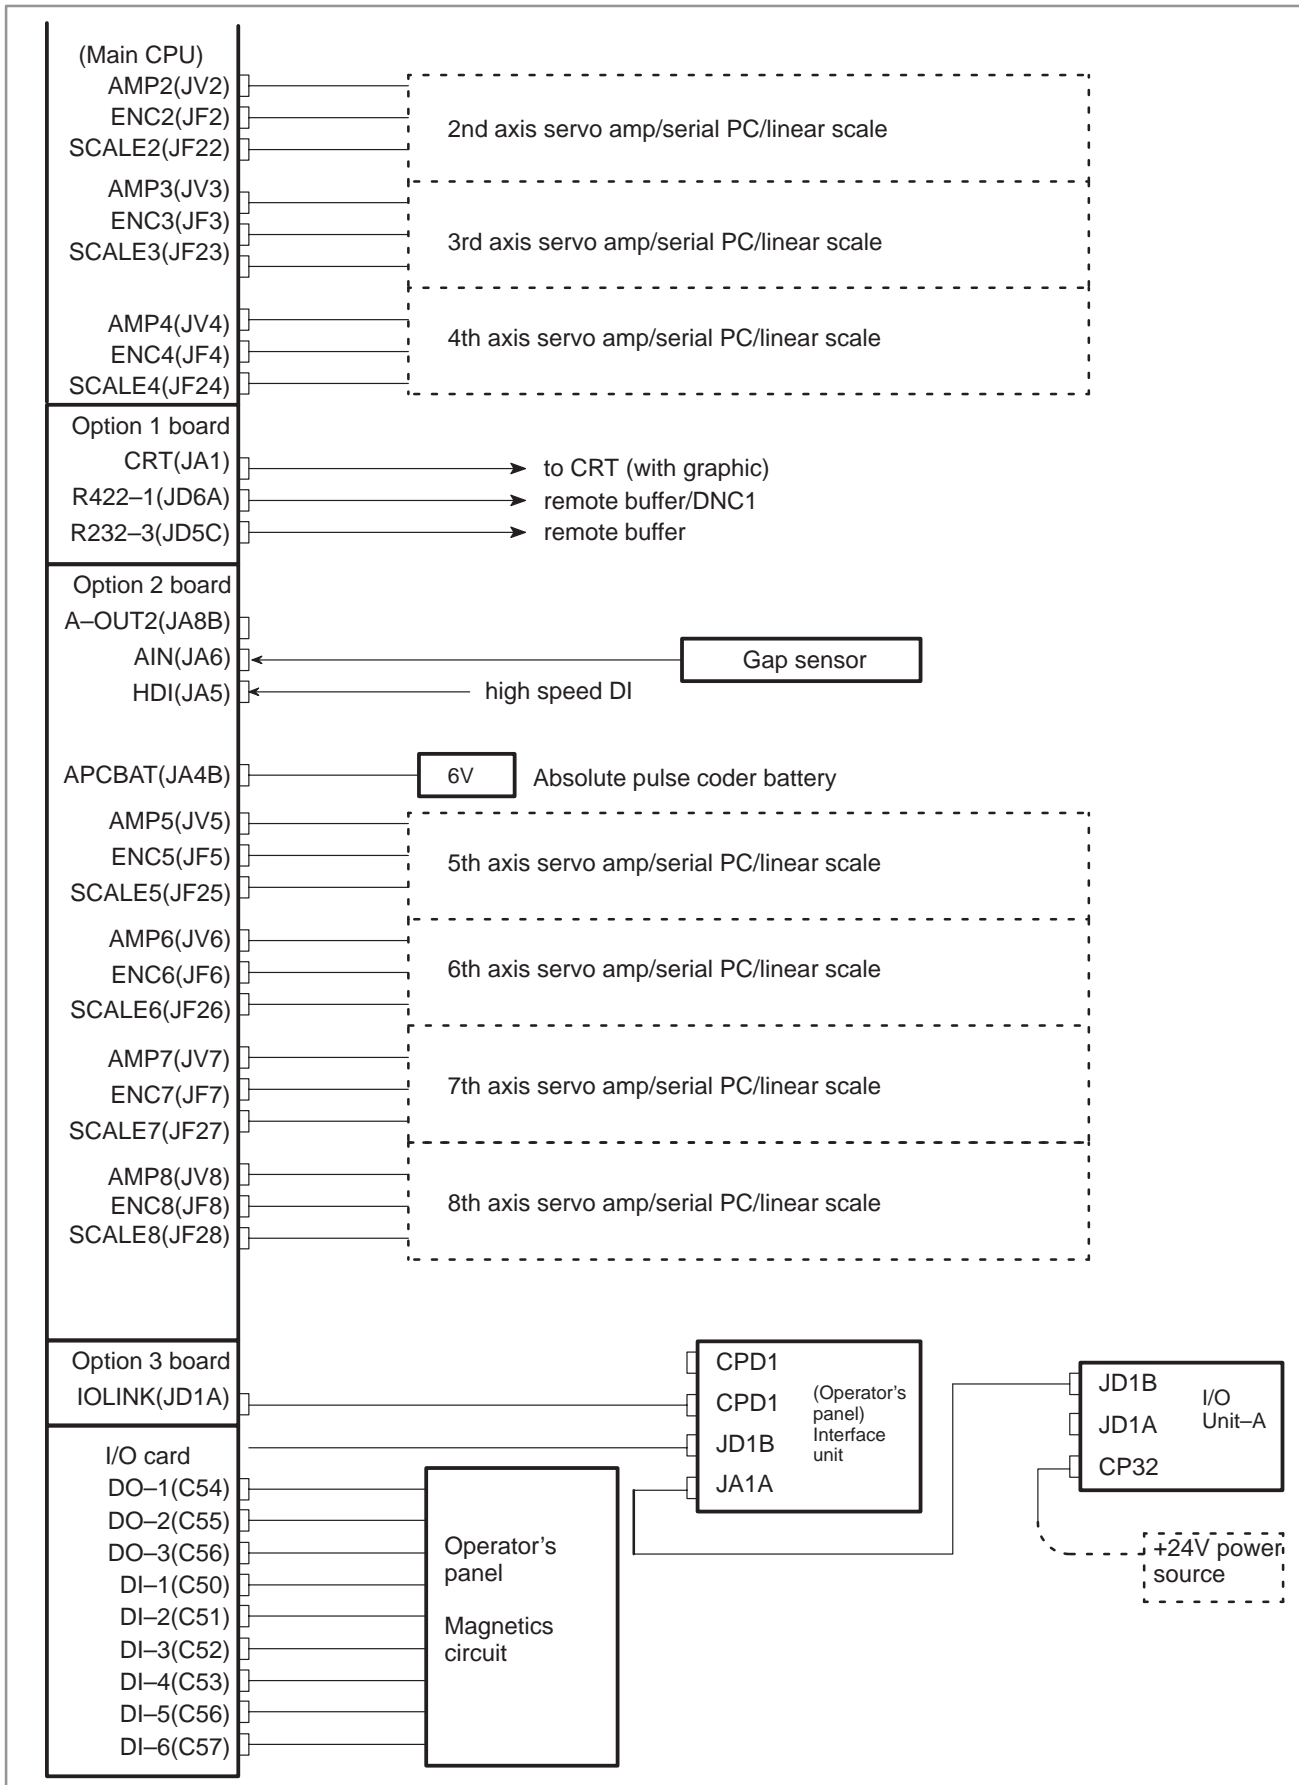 (Main CPU)
AMP2(JV2)
ENC2(JF2)
SCALE2(JF22)
2nd axis servo amp/serial PC/linear scale
AMP3(JV3)
ENC3(JF3)
SCALE3(JF23)
3rd axis servo amp/serial PC/linear scale
AMP4(JV4)
ENC4(JF4)
SCALE4(JF24)
4th axis servo amp/serial PC/linear scale
Option 1 board
CRT(JA1)
to CRT (with graphic)
R422–1(JD6A)
remote buffer/DNC1
R232–3(JD5C)
remote buffer
Option 2 board
A–OUT2(JA8B)
AIN(JA6)
Gap sensor
HDI(JA5)
high speed DI
APCBAT(JA4B)
6V
Absolute pulse coder battery
AMP5(JV5)
ENC5(JF5)
SCALE5(JF25)
5th axis servo amp/serial PC/linear scale
AMP6(JV6)
ENC6(JF6)
SCALE6(JF26)
6th axis servo amp/serial PC/linear scale
AMP7(JV7)
ENC7(JF7)
SCALE7(JF27)
7th axis servo amp/serial PC/linear scale
AMP8(JV8)
ENC8(JF8)
SCALE8(JF28)
8th axis servo amp/serial PC/linear scale
Option 3 board
IOLINK(JD1A)
CPD1
CPD1
JD1B
JA1A
(Operator's
panel)
Interface
unit
JD1B
JD1A
CP32
I/O
Unit–A
+24V power
source
I/O card
DO–1(C54)
DO–2(C55)
DO–3(C56)
DI–1(C50)
DI–2(C51)
DI–3(C52)
DI–4(C53)
DI–5(C56)
DI–6(C57)
Operator's
panel
Magnetics
circuit